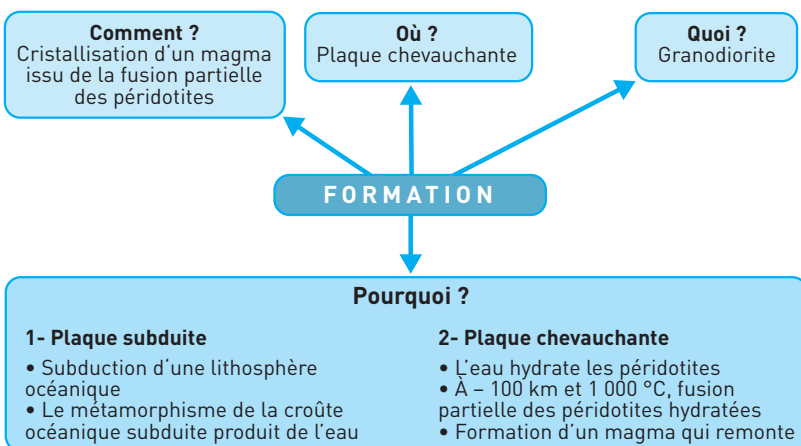 Comment ?
Cristallisation d'un magma
issu de la fusion partielle
des péridotites
Où ?
Plaque chevauchante
Quoi ?
Granodiorite
FORMATION
Pourquoi ?
1- Plaque subduite
• Subduction d'une lithosphère
océanique
• Le métamorphisme de la croûte
océanique subduite produit de l'eau
2- Plaque chevauchante
• L'eau hydrate les péridotites
• À – 100 km et 1 000 °C, fusion
partielle des péridotites hydratées
• Formation d'un magma qui remonte